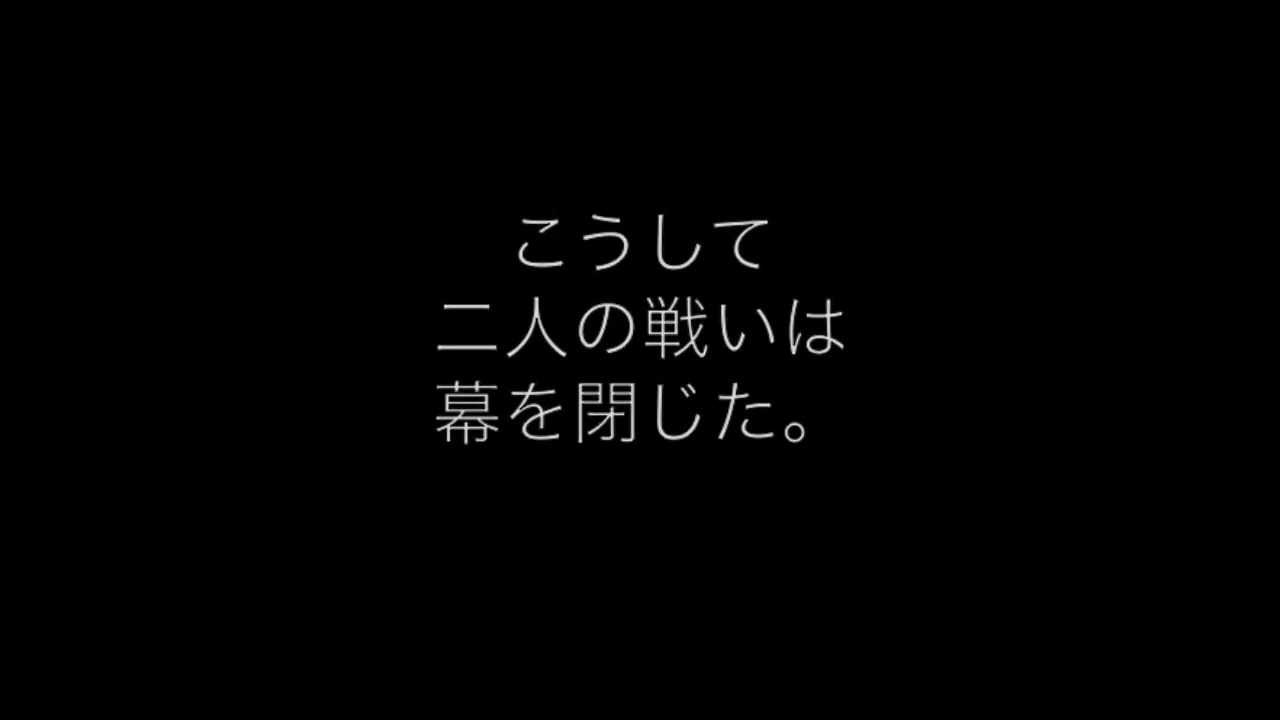 こうして
二人の戦いは
幕を閉じた。